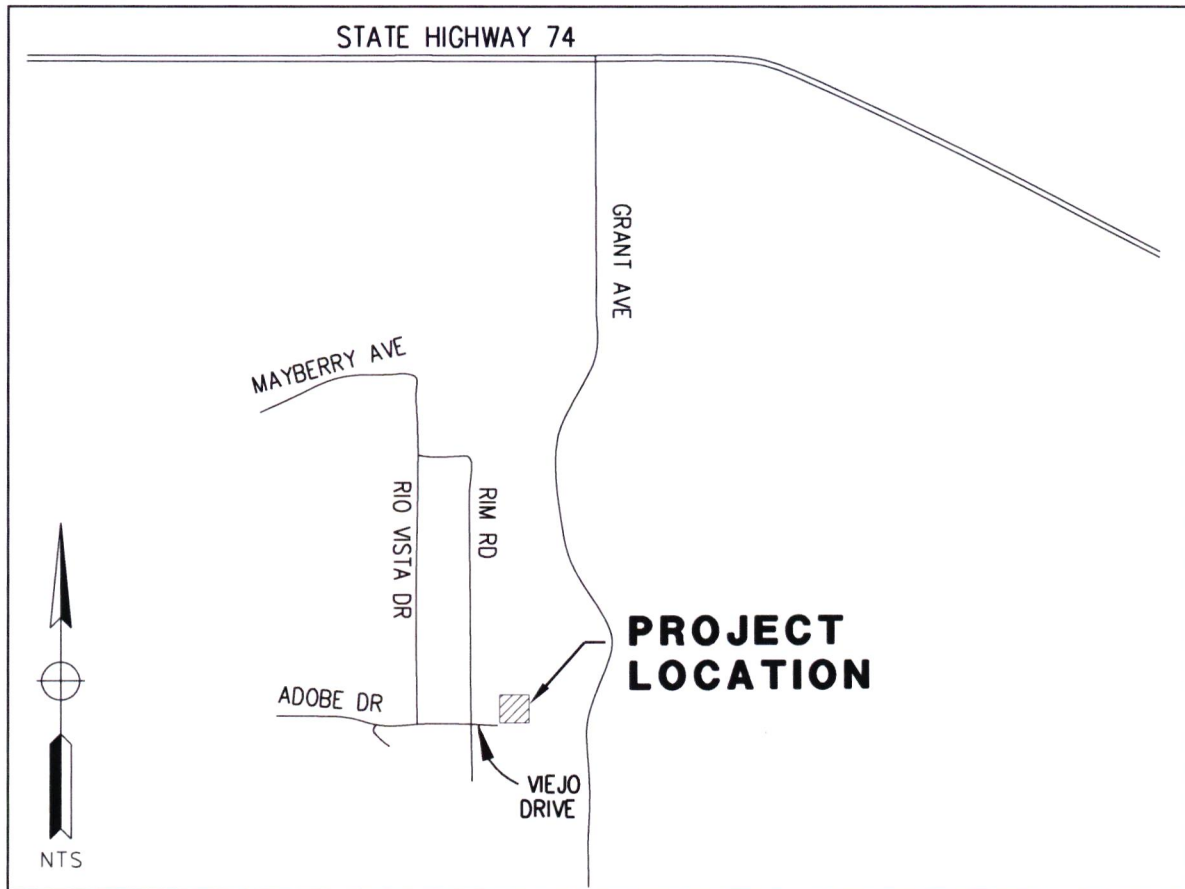 STATE HIGHWAY 74
GRANT AVE
MAYBERRY AVE
RIO VISTA DR
RIM RD
PROJECT
LOCATION
ADOBE DR
VIEJO
DRIVE
NTS